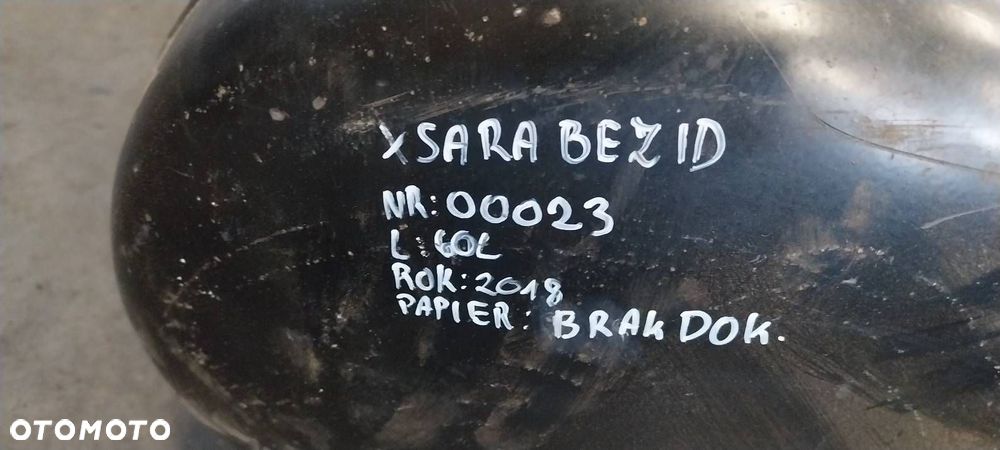 XSARA BEZ ID
NR: 00023
L: 60L
ROK: 2018
PAPIER: BRAK DOK.
OTOMOTO